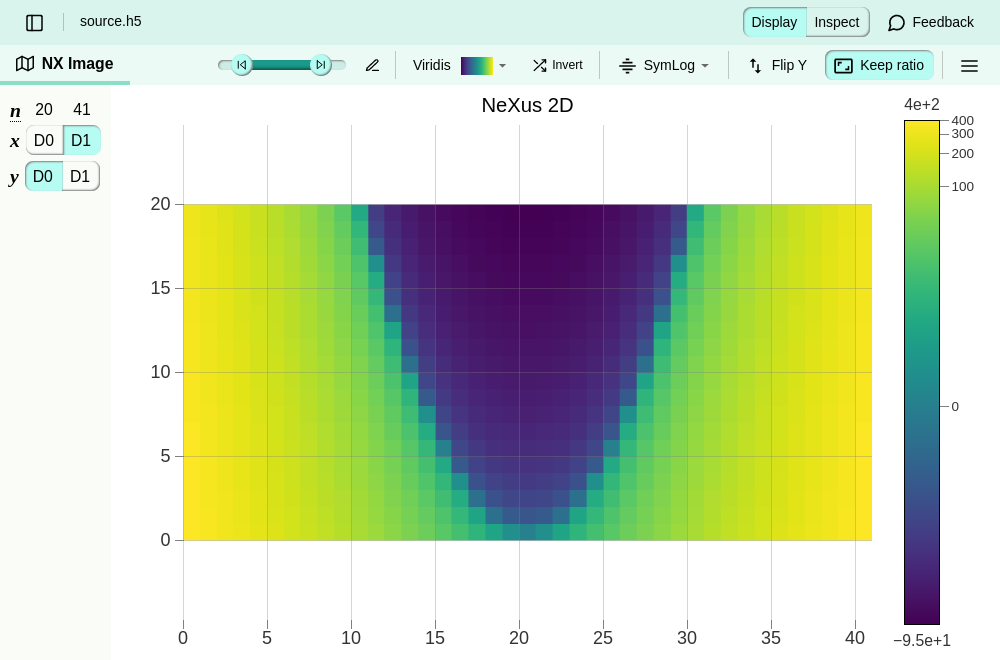 source.h5
Display Inspect Feedback
NX Image Viridis Invert SymLog Flip Y Keep ratio
n 20 41
x D0 D1
y D0 D1
NeXus 2D
20
15
10
5
0
0 5 10 15 20 25 30 35 40
4e+2
400
300
200
100
0
−9.5e+1